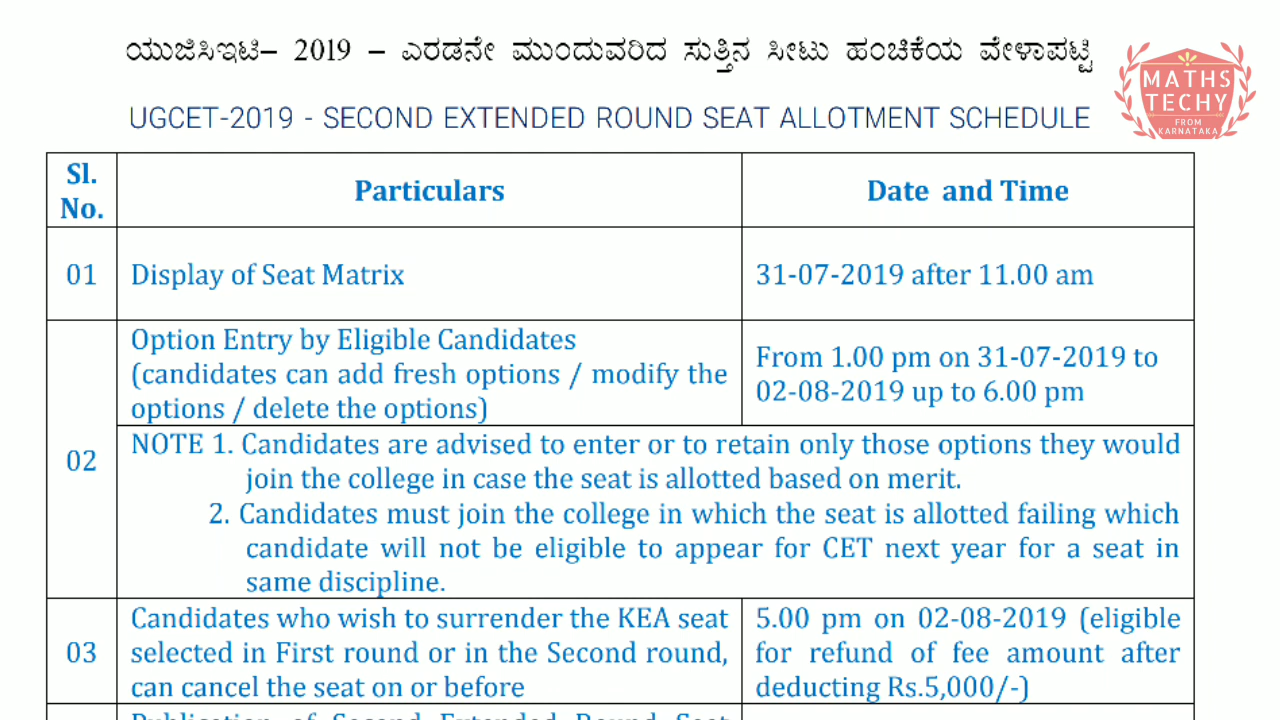 ಯುಜಿಸಿಇಟಿ– 2019 – ಎರಡನೇ ಮುಂದುವರಿದ ಸುತ್ತಿನ ಸೀಟು ಹಂಚಿಕೆಯ ವೇಳಾಪಟ್ಟಿ
MATHS
TECHY
FROM
KARNATAKA
UGCET-2019 - SECOND EXTENDED ROUND SEAT ALLOTMENT SCHEDULE
Sl.
No.
Particulars
Date and Time
01
Display of Seat Matrix
31-07-2019 after 11.00 am
02
Option Entry by Eligible Candidates
(candidates can add fresh options / modify the
options / delete the options)
From 1.00 pm on 31-07-2019 to
02-08-2019 up to 6.00 pm
NOTE 1. Candidates are advised to enter or to retain only those options they would
join the college in case the seat is allotted based on merit.
2. Candidates must join the college in which the seat is allotted failing which
candidate will not be eligible to appear for CET next year for a seat in
same discipline.
03
Candidates who wish to surrender the KEA seat
selected in First round or in the Second round,
can cancel the seat on or before
5.00 pm on 02-08-2019 (eligible
for refund of fee amount after
deducting Rs.5,000/-)
Publication of Second Extended Round Seat